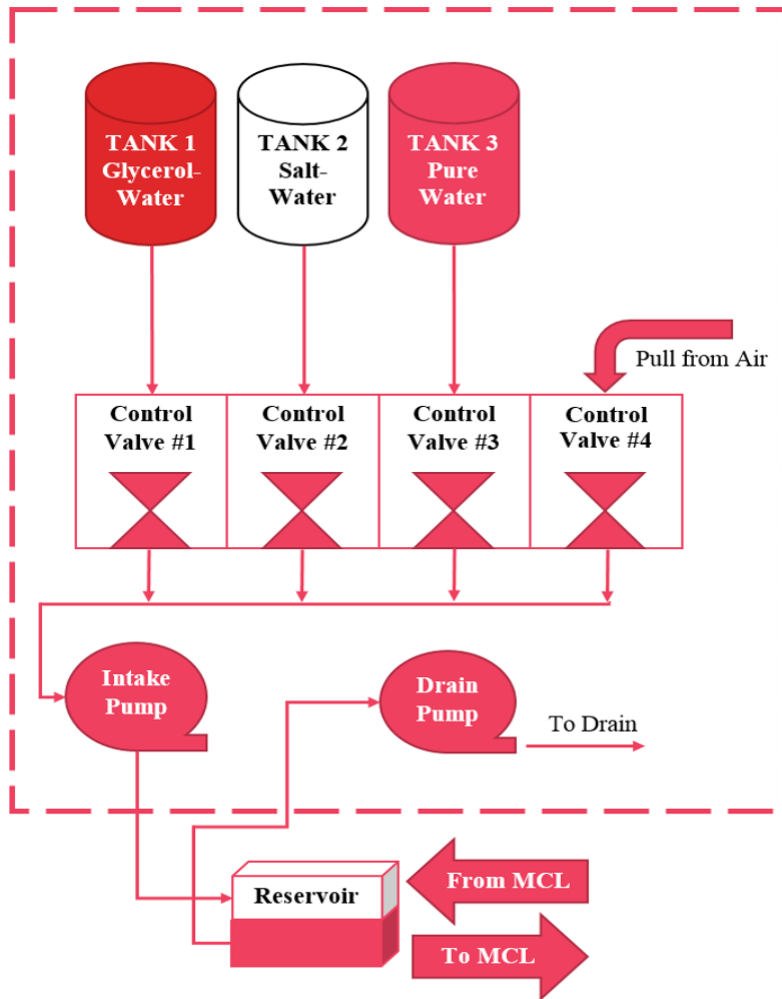 TANK 1
Glycerol-
Water
TANK 2
Salt-
Water
TANK 3
Pure
Water
Pull from Air
Control
Valve #1
Control
Valve #2
Control
Valve #3
Control
Valve #4
Intake
Pump
Drain
Pump
To Drain
Reservoir
From MCL
To MCL